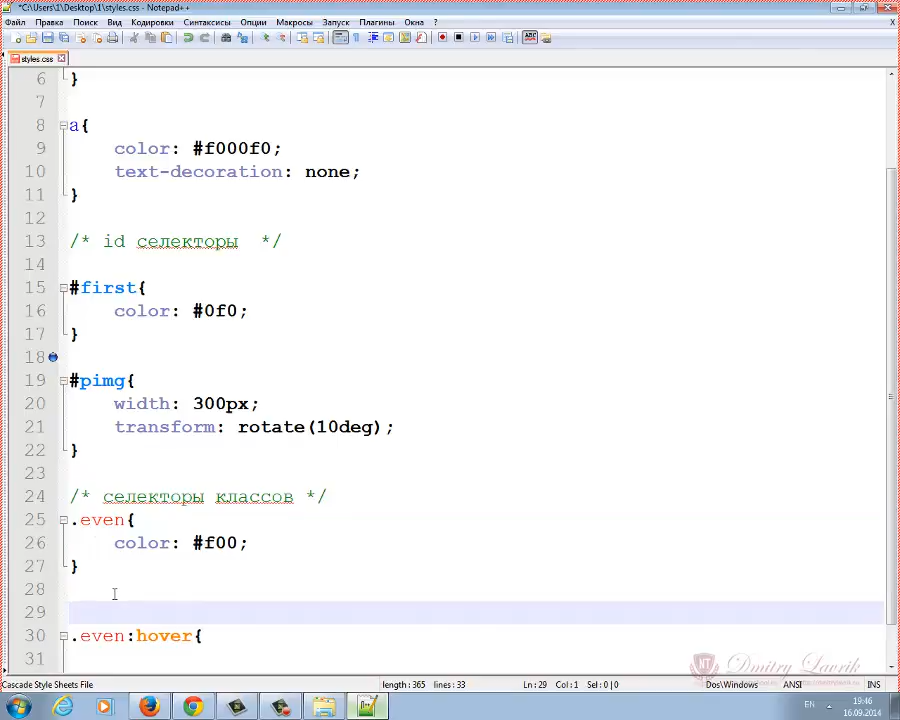 *C:\Users\1\Desktop\1\styles.css - Notepad++
Файл Правка Поиск Вид Кодировки Синтаксисы Опции Макросы Запуск Плагины Окна ?
X
styles.css
6 }
7
8 a{
9 color: #f000f0;
10 text-decoration: none;
11 }
12
13 /* id селекторы */
14
15 #first{
16 color: #0f0;
17 }
18
19 #pimg{
20 width: 300px;
21 transform: rotate(10deg);
22 }
23
24 /* селекторы классов */
25 .even{
26 color: #f00;
27 }
28
29
30 .even:hover{
31
NT Dmitry Lavrik
Cascade Style Sheets File length: 365 lines: 33 Ln: 29 Col: 1 Sel: 0 | 0 Dos\Windows ANSI INS
EN 19:46
16.09.2014